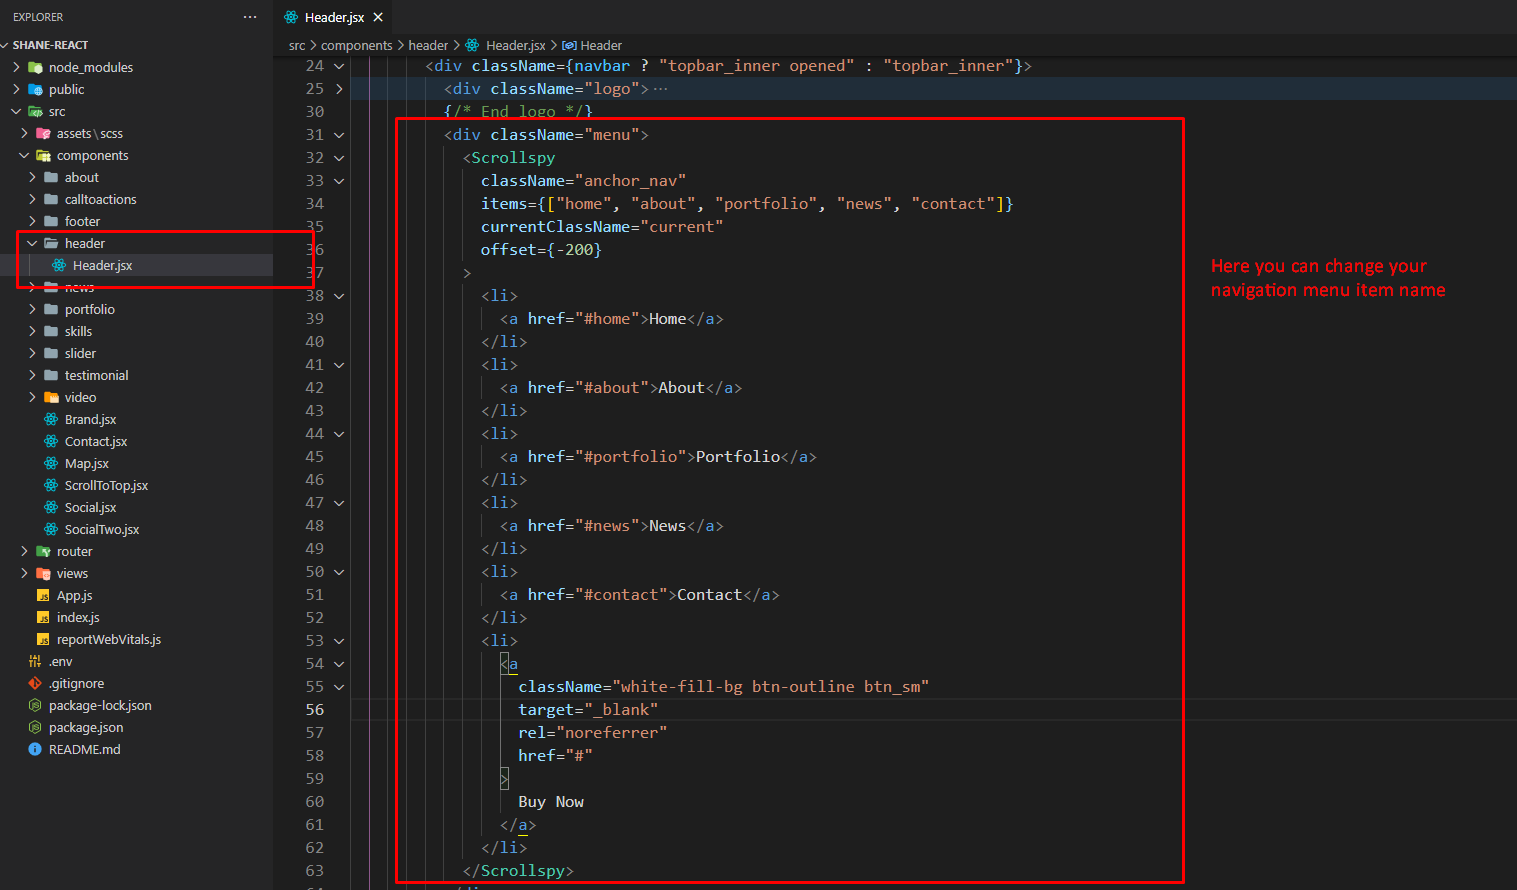 EXPLORER
SHANE-REACT
node_modules
public
src
assets\scss
components
about
calltoactions
footer
header
Header.jsx
news
portfolio
skills
slider
testimonial
video
Brand.jsx
Contact.jsx
Map.jsx
ScrollToTop.jsx
Social.jsx
SocialTwo.jsx
router
views
App.js
index.js
reportWebVitals.js
.env
.gitignore
package-lock.json
package.json
README.md
Header.jsx
src > components > header > Header.jsx > Header
24 <div className={navbar ? "topbar_inner opened" : "topbar_inner"}>
25 <div className="logo">···
30 {/* End logo */}
31 <div className="menu">
32 <Scrollspy
33 className="anchor_nav"
34 items={["home", "about", "portfolio", "news", "contact"]}
35 currentClassName="current"
36 offset={-200}
37 >
38 <li>
39 <a href="#home">Home</a>
40 </li>
41 <li>
42 <a href="#about">About</a>
43 </li>
44 <li>
45 <a href="#portfolio">Portfolio</a>
46 </li>
47 <li>
48 <a href="#news">News</a>
49 </li>
50 <li>
51 <a href="#contact">Contact</a>
52 </li>
53 <li>
54 <a
55 className="white-fill-bg btn-outline btn_sm"
56 target="_blank"
57 rel="noreferrer"
58 href="#"
59 >
60 Buy Now
61 </a>
62 </li>
63 </Scrollspy>
Here you can change your
navigation menu item name